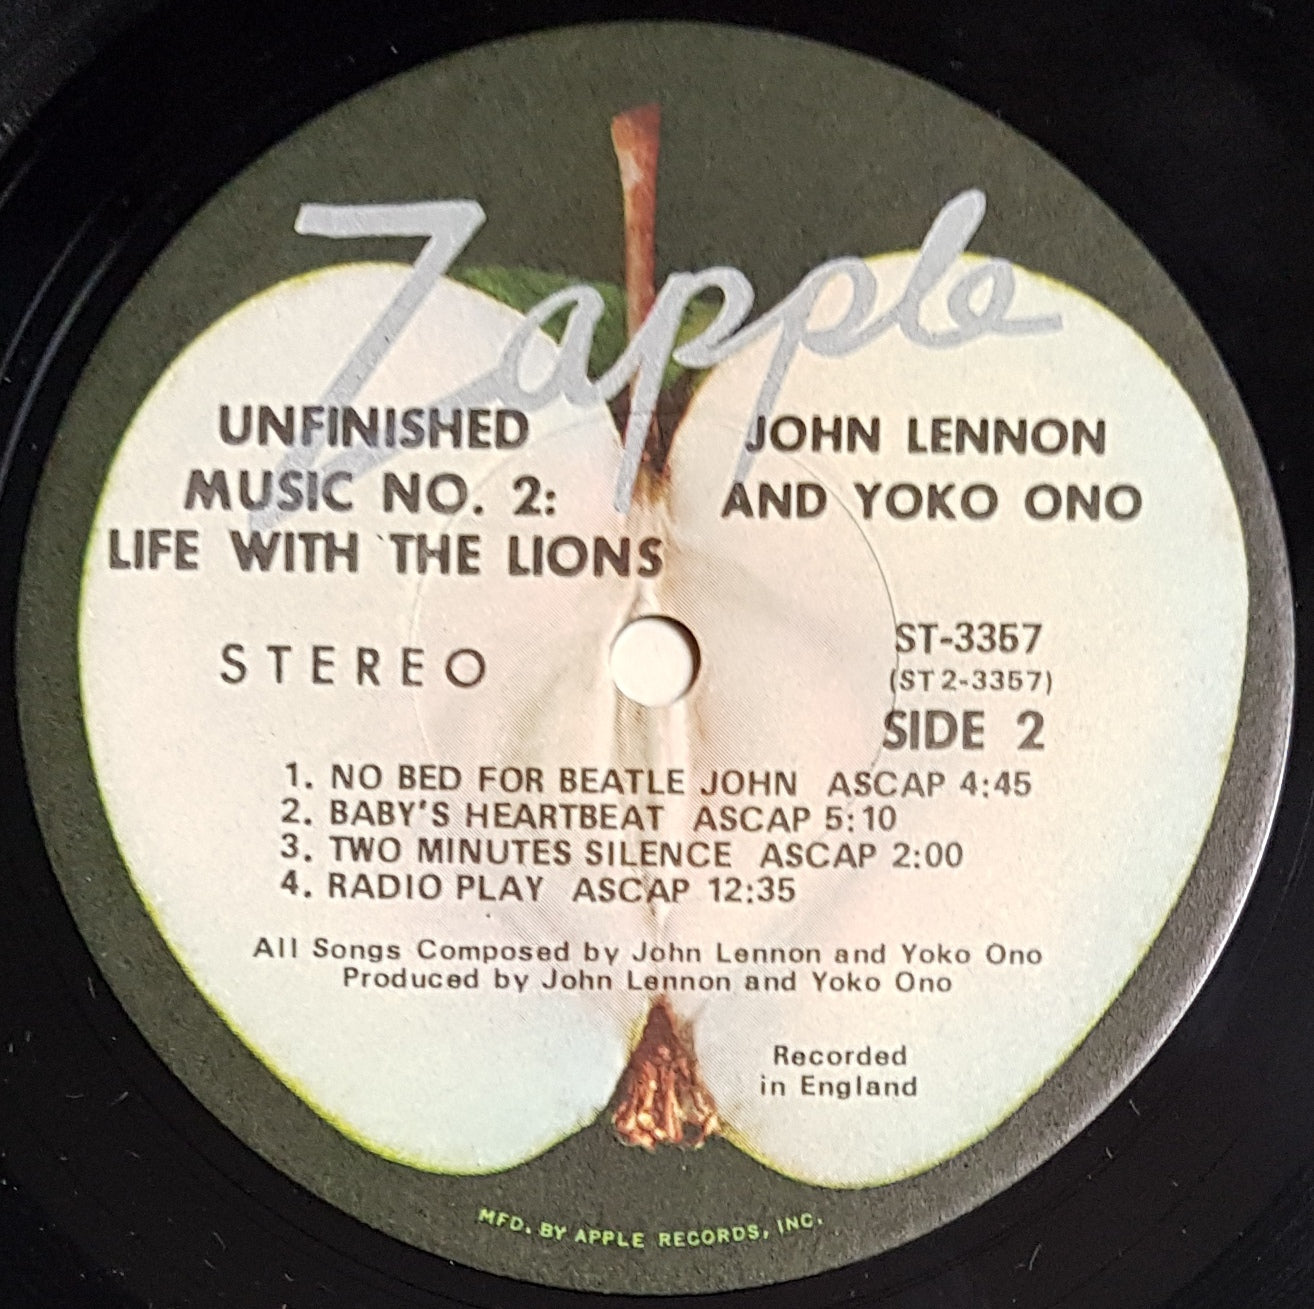 Zapple
UNFINISHED
MUSIC NO. 2:
LIFE WITH THE LIONS
JOHN LENNON
AND YOKO ONO
STEREO
ST-3357
(ST 2-3357)
SIDE 2
1. NO BED FOR BEATLE JOHN ASCAP 4:45
2. BABY'S HEARTBEAT ASCAP 5:10
3. TWO MINUTES SILENCE ASCAP 2:00
4. RADIO PLAY ASCAP 12:35
All Songs Composed by John Lennon and Yoko Ono
Produced by John Lennon and Yoko Ono
Recorded
in England
MFD. BY APPLE RECORDS, INC.